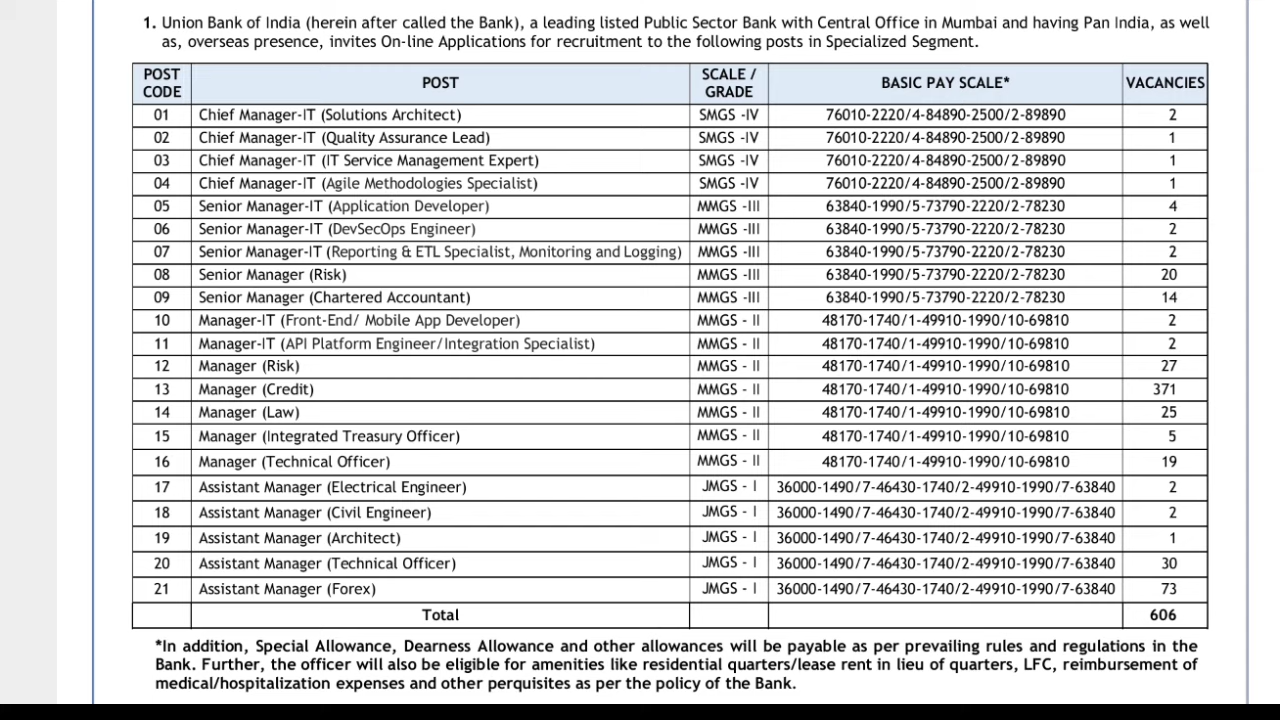 1. Union Bank of India (herein after called the Bank), a leading listed Public Sector Bank with Central Office in Mumbai and having Pan India, as well
as, overseas presence, invites On-line Applications for recruitment to the following posts in Specialized Segment.
POST CODE POST SCALE / GRADE BASIC PAY SCALE* VACANCIES
01 Chief Manager-IT (Solutions Architect) SMGS -IV 76010-2220/4-84890-2500/2-89890 2
02 Chief Manager-IT (Quality Assurance Lead) SMGS -IV 76010-2220/4-84890-2500/2-89890 1
03 Chief Manager-IT (IT Service Management Expert) SMGS -IV 76010-2220/4-84890-2500/2-89890 1
04 Chief Manager-IT (Agile Methodologies Specialist) SMGS -IV 76010-2220/4-84890-2500/2-89890 1
05 Senior Manager-IT (Application Developer) MMGS -III 63840-1990/5-73790-2220/2-78230 4
06 Senior Manager-IT (DevSecOps Engineer) MMGS -III 63840-1990/5-73790-2220/2-78230 2
07 Senior Manager-IT (Reporting & ETL Specialist, Monitoring and Logging) MMGS -III 63840-1990/5-73790-2220/2-78230 2
08 Senior Manager (Risk) MMGS -III 63840-1990/5-73790-2220/2-78230 20
09 Senior Manager (Chartered Accountant) MMGS -III 63840-1990/5-73790-2220/2-78230 14
10 Manager-IT (Front-End/ Mobile App Developer) MMGS - II 48170-1740/1-49910-1990/10-69810 2
11 Manager-IT (API Platform Engineer/Integration Specialist) MMGS - II 48170-1740/1-49910-1990/10-69810 2
12 Manager (Risk) MMGS - II 48170-1740/1-49910-1990/10-69810 27
13 Manager (Credit) MMGS - II 48170-1740/1-49910-1990/10-69810 371
14 Manager (Law) MMGS - II 48170-1740/1-49910-1990/10-69810 25
15 Manager (Integrated Treasury Officer) MMGS - II 48170-1740/1-49910-1990/10-69810 5
16 Manager (Technical Officer) MMGS - II 48170-1740/1-49910-1990/10-69810 19
17 Assistant Manager (Electrical Engineer) JMGS - I 36000-1490/7-46430-1740/2-49910-1990/7-63840 2
18 Assistant Manager (Civil Engineer) JMGS - I 36000-1490/7-46430-1740/2-49910-1990/7-63840 2
19 Assistant Manager (Architect) JMGS - I 36000-1490/7-46430-1740/2-49910-1990/7-63840 1
20 Assistant Manager (Technical Officer) JMGS - I 36000-1490/7-46430-1740/2-49910-1990/7-63840 30
21 Assistant Manager (Forex) JMGS - I 36000-1490/7-46430-1740/2-49910-1990/7-63840 73
Total 606
*In addition, Special Allowance, Dearness Allowance and other allowances will be payable as per prevailing rules and regulations in the
Bank. Further, the officer will also be eligible for amenities like residential quarters/lease rent in lieu of quarters, LFC, reimbursement of
medical/hospitalization expenses and other perquisites as per the policy of the Bank.